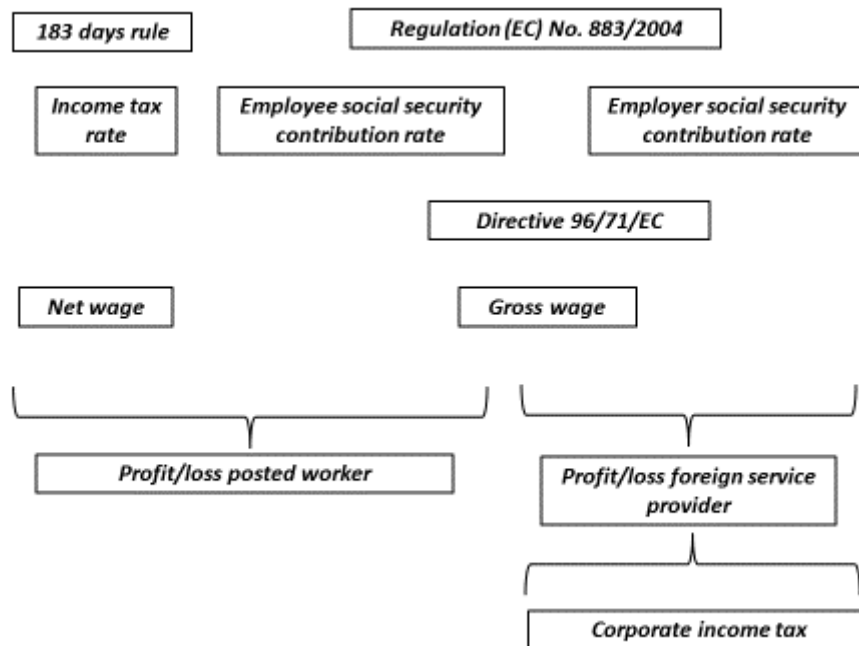 183 days rule
Regulation (EC) No. 883/2004
Income tax
rate
Employee social security
contribution rate
Employer social security
contribution rate
Directive 96/71/EC
Net wage
Gross wage
Profit/loss posted worker
Profit/loss foreign service
provider
Corporate income tax